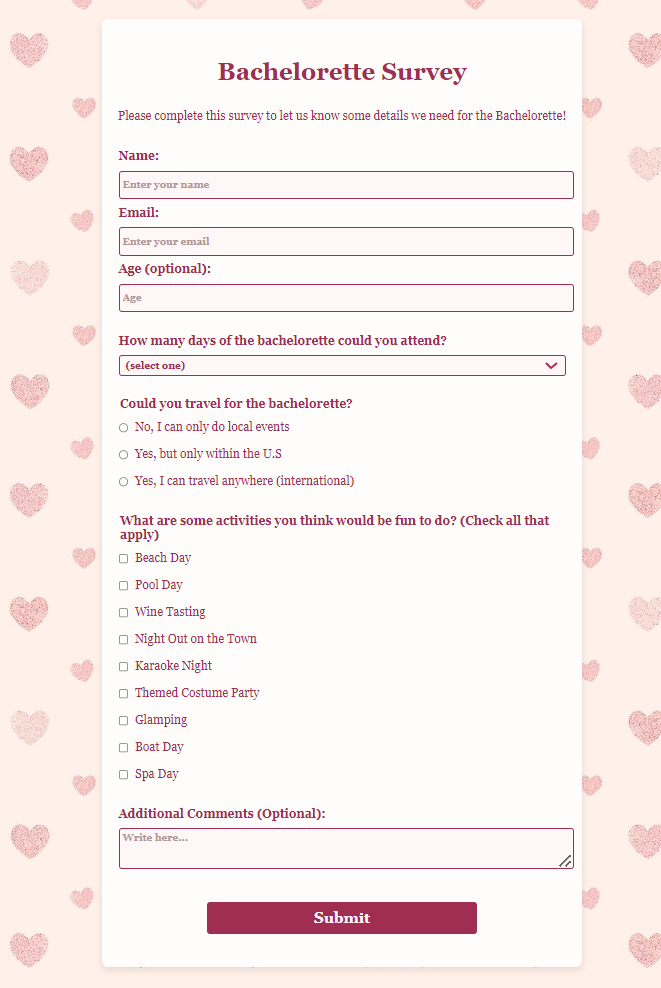 Bachelorette Survey
Please complete this survey to let us know some details we need for the Bachelorette!
Name:
Enter your name
Email:
Enter your email
Age (optional):
Age
How many days of the bachelorette could you attend?
(select one)
Could you travel for the bachelorette?
No, I can only do local events
Yes, but only within the U.S
Yes, I can travel anywhere (international)
What are some activities you think would be fun to do? (Check all that
apply)
Beach Day
Pool Day
Wine Tasting
Night Out on the Town
Karaoke Night
Themed Costume Party
Glamping
Boat Day
Spa Day
Additional Comments (Optional):
Write here...
Submit